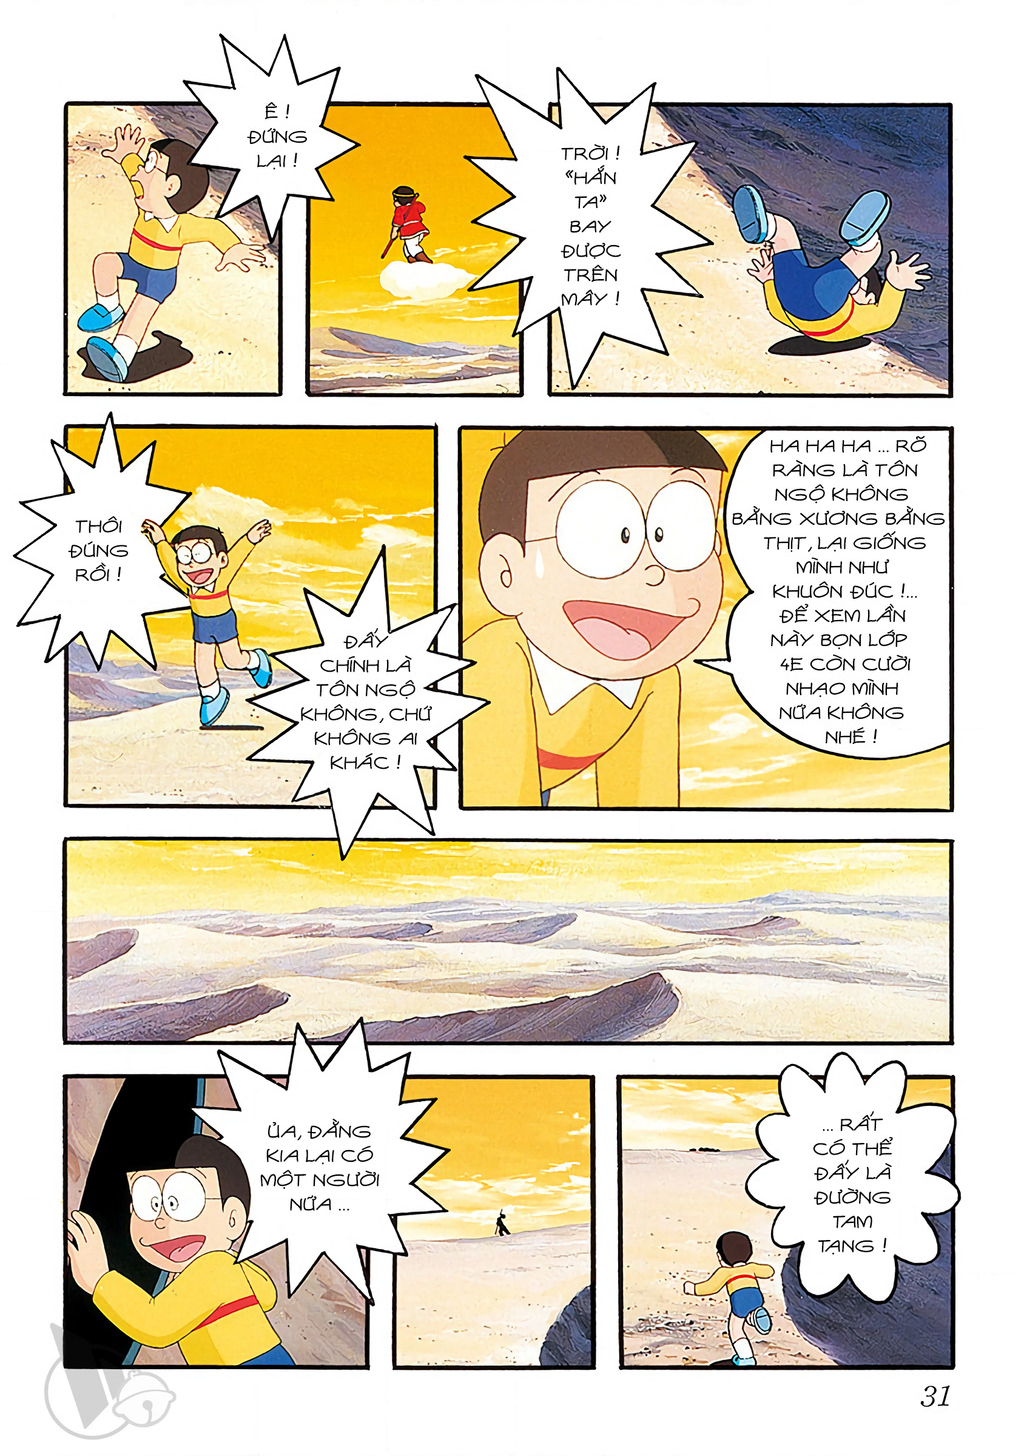 Ê !
ĐỨNG
LẠI !
TRỜI !
“HẮN
TA”
BAY
ĐƯỢC
TRÊN
MÂY !
THÔI
ĐÚNG
RỒI !
ĐẤY
CHÍNH LÀ
TÔN NGỘ
KHÔNG, CHỨ
KHÔNG AI
KHÁC !
HA HA HA ... RÕ
RÀNG LÀ TÔN
NGỘ KHÔNG
BẰNG XƯƠNG BẰNG
THỊT, LẠI GIỐNG
MÌNH NHƯ
KHUÔN ĐÚC !...
ĐỂ XEM LẦN
NÀY BỌN LỚP
4E CÒN CƯỜI
NHẠO MÌNH
NỮA KHÔNG
NHÉ !
ỦA, ĐẰNG
KIA LẠI CÓ
MỘT NGƯỜI
NỮA ...
... RẤT
CÓ THỂ
ĐẤY LÀ
ĐƯỜNG
TAM
TANG !
31